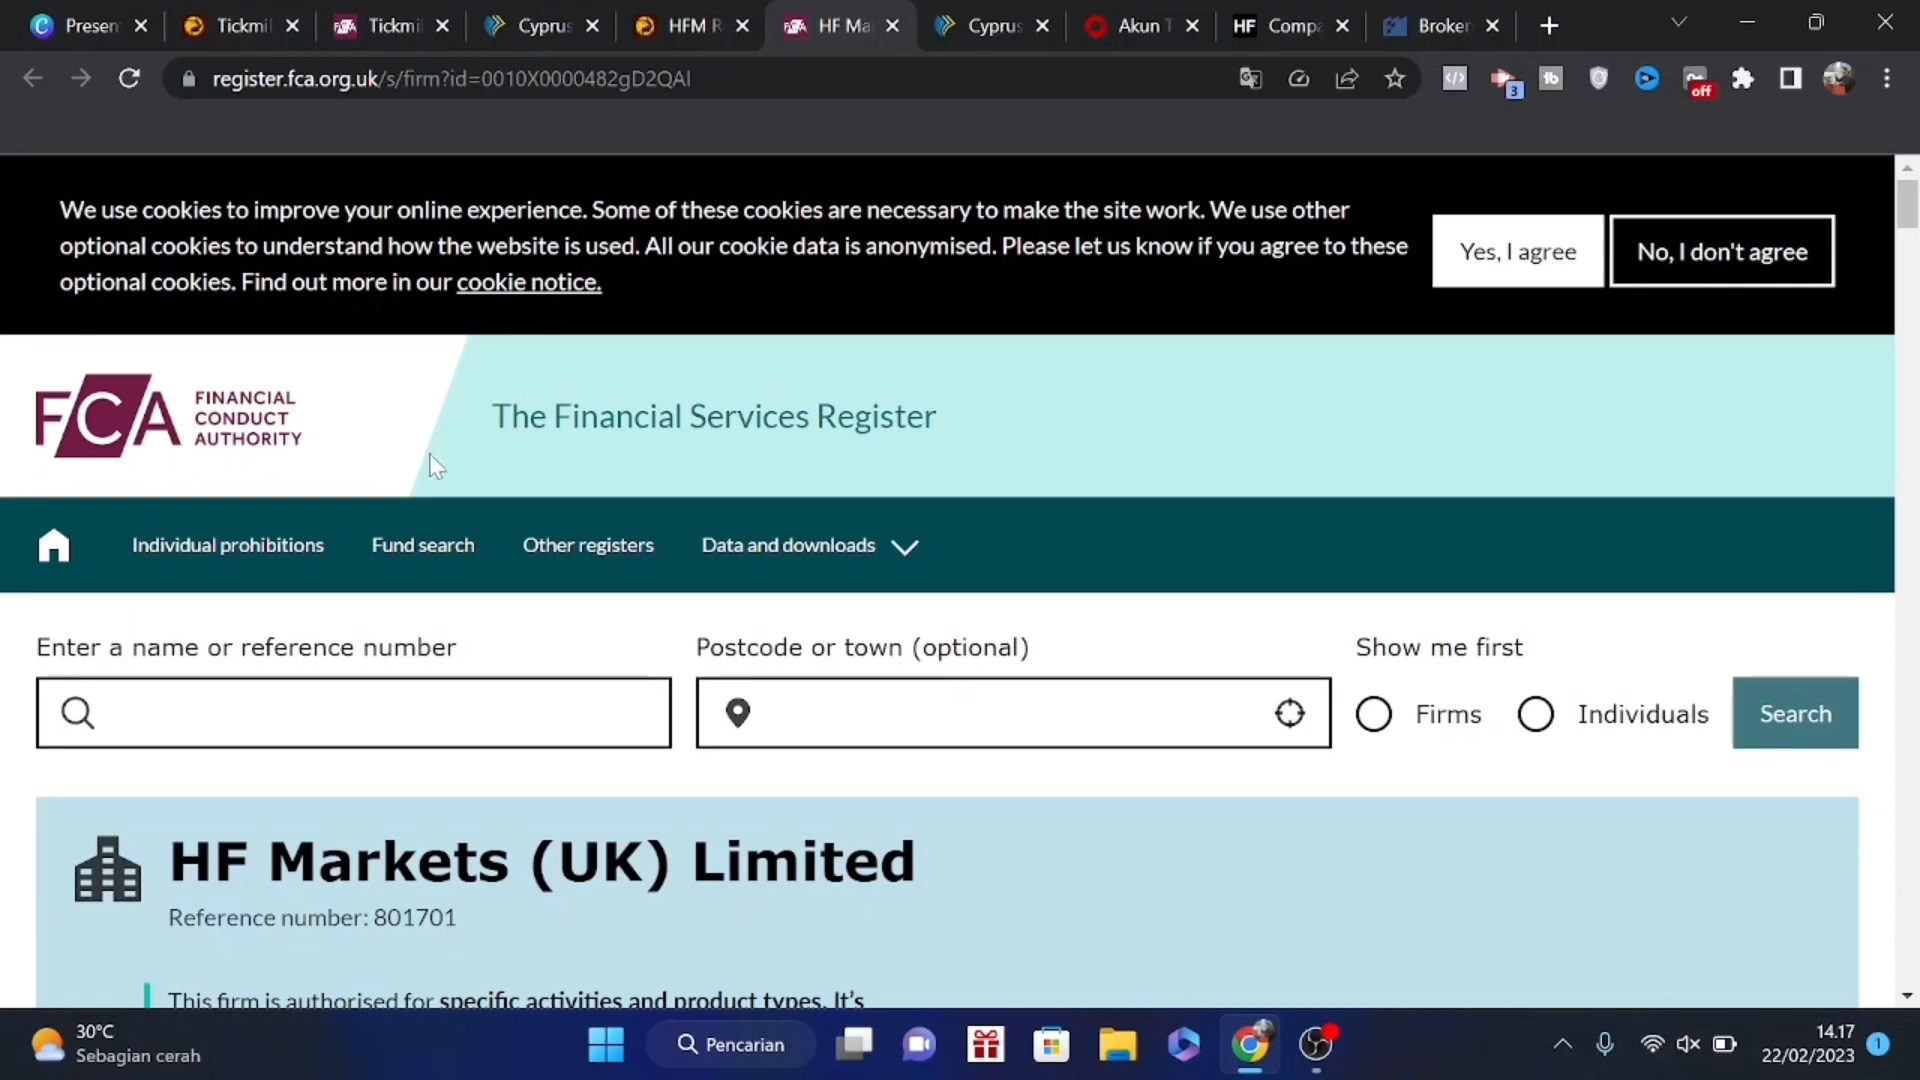 Presen
Tickmil
Tickmil
Cyprus
HFM R
HF Ma
Cyprus
Akun T
HF Compa
Broker
register.fca.org.uk/s/firm?id=0010X0000482gD2QAI
3
off
We use cookies to improve your online experience. Some of these cookies are necessary to make the site work. We use other
optional cookies to understand how the website is used. All our cookie data is anonymised. Please let us know if you agree to these
optional cookies. Find out more in our cookie notice.
Yes, I agree
No, I don't agree
FCA FINANCIAL
CONDUCT
AUTHORITY
The Financial Services Register
Individual prohibitions
Fund search
Other registers
Data and downloads
Enter a name or reference number
Postcode or town (optional)
Show me first
Firms
Individuals
Search
HF Markets (UK) Limited
Reference number: 801701
This firm is authorised for specific activities and product types. It's
30°C
Sebagian cerah
Pencarian
14.17
22/02/2023
1